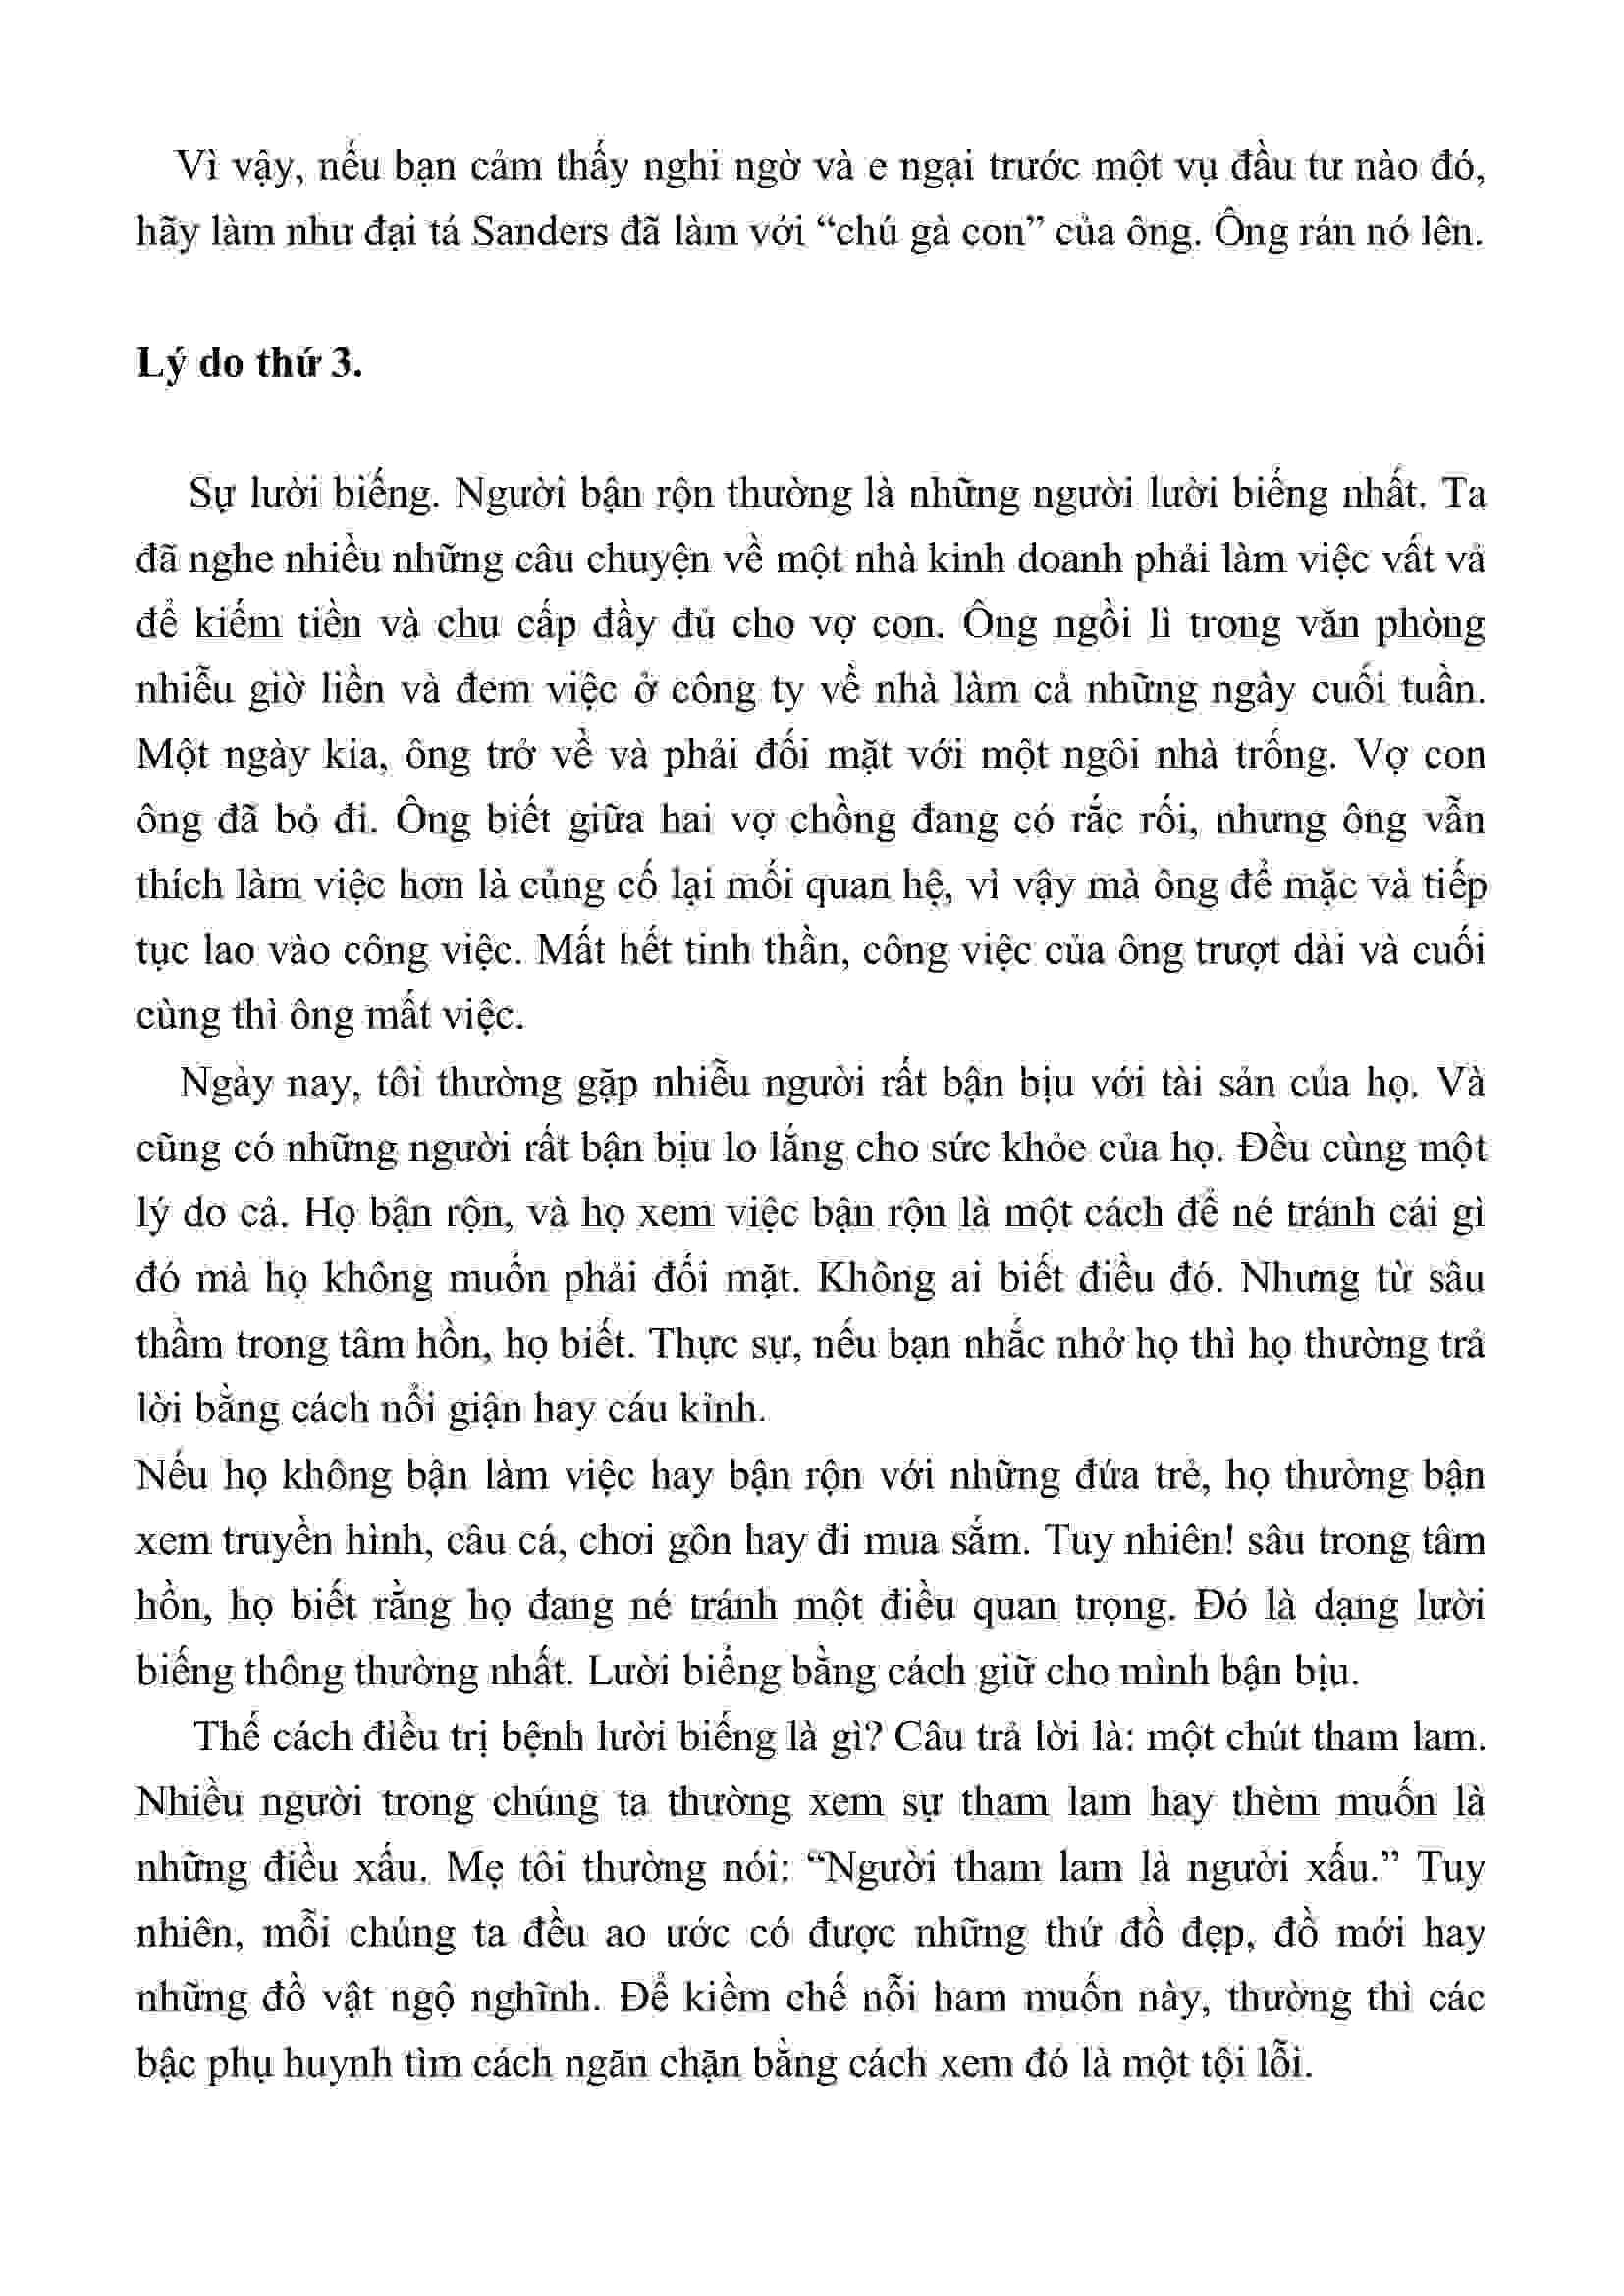 Vì vậy, nếu bạn cảm thấy nghi ngờ và e ngại trước một vụ đầu tư nào đó,
hãy làm như đại tá Sanders đã làm với “chú gà con” của ông. Ông rán nó lên.
Lý do thứ 3.
Sự lười biếng. Người bận rộn thường là những người lười biếng nhất. Ta
đã nghe nhiều những câu chuyện về một nhà kinh doanh phải làm việc vất vả
để kiếm tiền và chu cấp đầy đủ cho vợ con. Ông ngồi lì trong văn phòng
nhiễu giờ liền và đem việc ở công ty về nhà làm cả những ngày cuối tuần.
Một ngày kia, ông trở về và phải đối mặt với một ngôi nhà trống. Vợ con
ông đã bỏ đi. Ông biết giữa hai vợ chồng đang có rắc rối, nhưng ông vẫn
thích làm việc hơn là củng cố lại mối quan hệ, vì vậy mà ông để mặc và tiếp
tục lao vào công việc. Mất hết tinh thần, công việc của ông trượt dài và cuối
cùng thì ông mất việc.
Ngày nay, tôi thường gặp nhiễu người rất bận bịu với tài sản của họ. Và
cũng có những người rất bận bịu lo lắng cho sức khỏe của họ. Đều cùng một
lý do cả. Họ bận rộn, và họ xem việc bận rộn là một cách để né tránh cái gì
đó mà họ không muốn phải đối mặt. Không ai biết điều đó. Nhưng từ sâu
thầm trong tâm hồn, họ biết. Thực sự, nếu bạn nhắc nhở họ thì họ thường trả
lời bằng cách nổi giận hay cáu kỉnh.
Nếu họ không bận làm việc hay bận rộn với những đứa trẻ, họ thường bận
xem truyền hình, câu cá, chơi gôn hay đi mua sắm. Tuy nhiên! sâu trong tâm
hồn, họ biết rằng họ đang né tránh một điều quan trọng. Đó là dạng lười
biếng thông thường nhất. Lười biếng bằng cách giữ cho mình bận bịu.
Thế cách điều trị bệnh lười biếng là gì? Câu trả lời là: một chút tham lam.
Nhiều người trong chúng ta thường xem sự tham lam hay thèm muốn là
những điều xấu. Mẹ tôi thường nói: “Người tham lam là người xấu.” Tuy
nhiên, mỗi chúng ta đều ao ước có được những thứ đồ đẹp, đồ mới hay
những đồ vật ngộ nghĩnh. Để kiềm chế nỗi ham muốn này, thường thì các
bậc phụ huynh tìm cách ngăn chặn bằng cách xem đó là một tội lỗi.